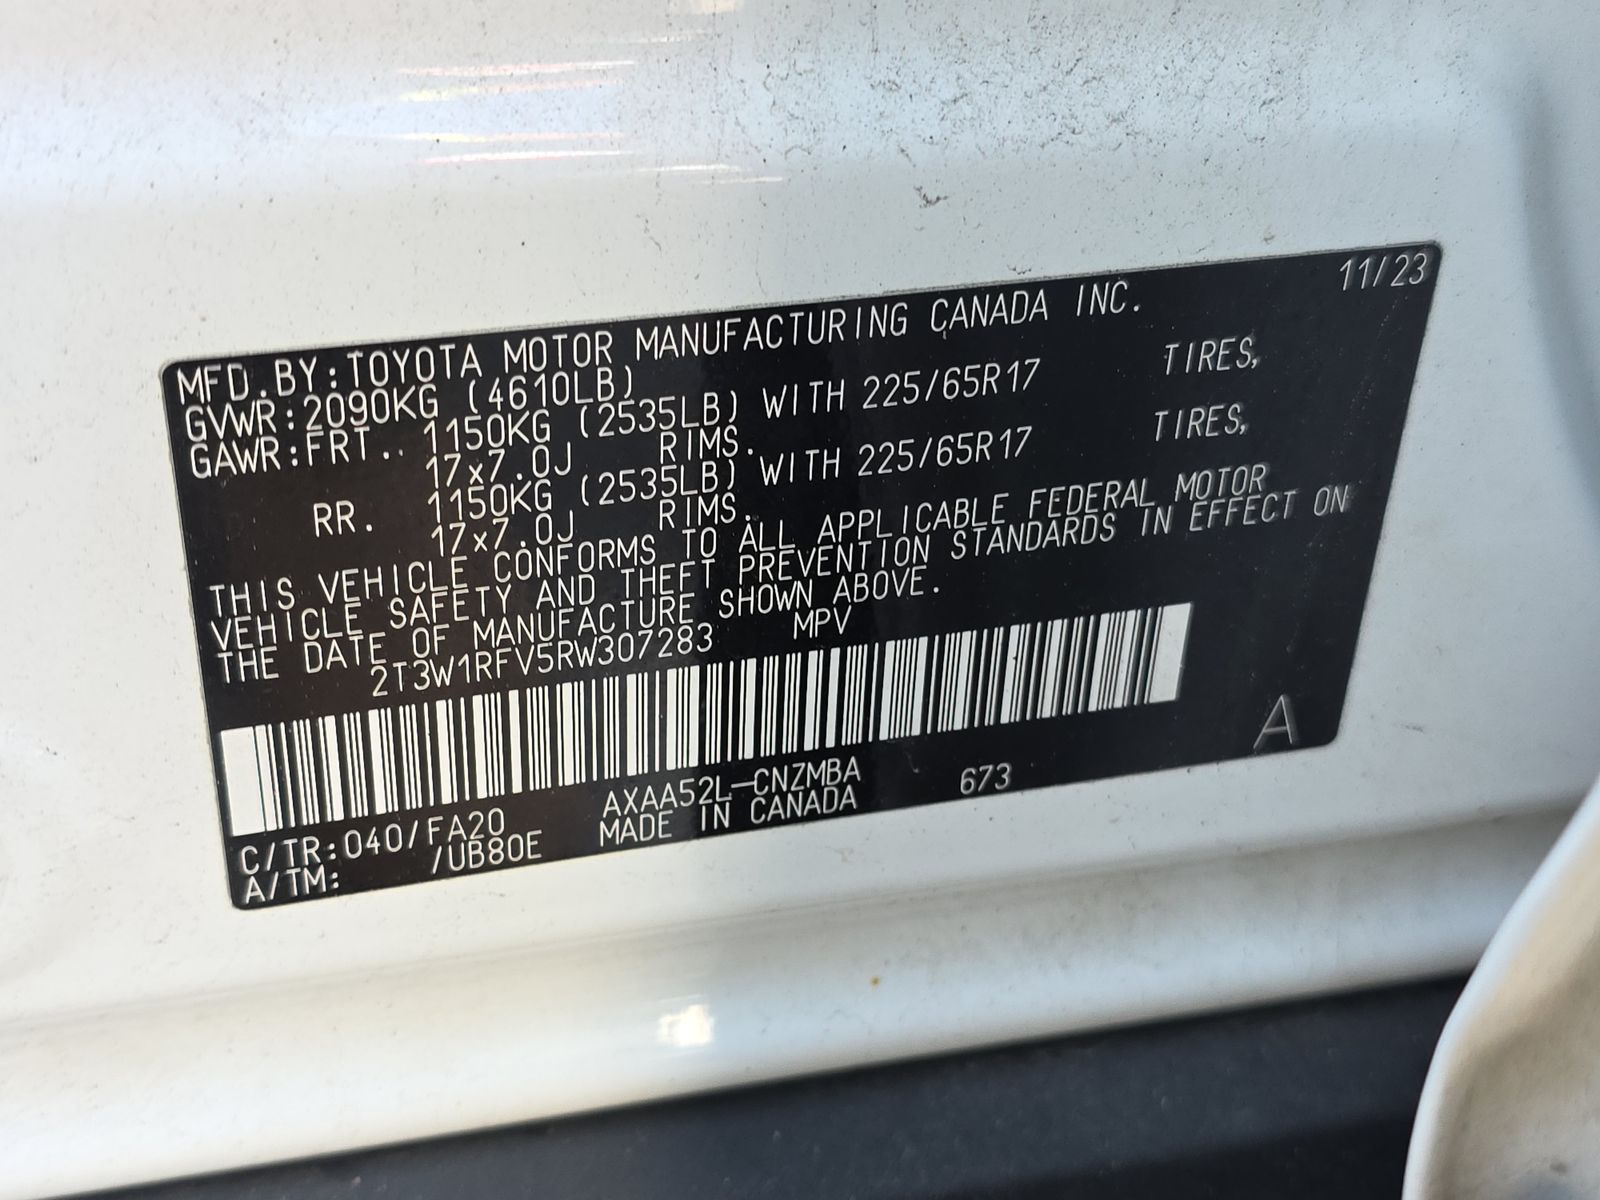 11/23
MFD.BY:TOYOTA MOTOR MANUFACTURING CANADA INC.
GVWR:2090KG (4610LB)
GAWR:FRT.. 1150KG (2535LB) WITH 225/65R17 TIRES,
17x7.0J RIMS.
RR. 1150KG (2535LB) WITH 225/65R17 TIRES,
17x7.0J RIMS.
THIS VEHICLE CONFORMS TO ALL APPLICABLE FEDERAL MOTOR
VEHICLE SAFETY AND THEFT PREVENTION STANDARDS IN EFFECT ON
THE DATE OF MANUFACTURE SHOWN ABOVE.
2T3W1RFV5RW307283 MPV
A
C/TR:040/FA20 AXAA52L-CNZMBA 673
A/TM: /UB80E MADE IN CANADA